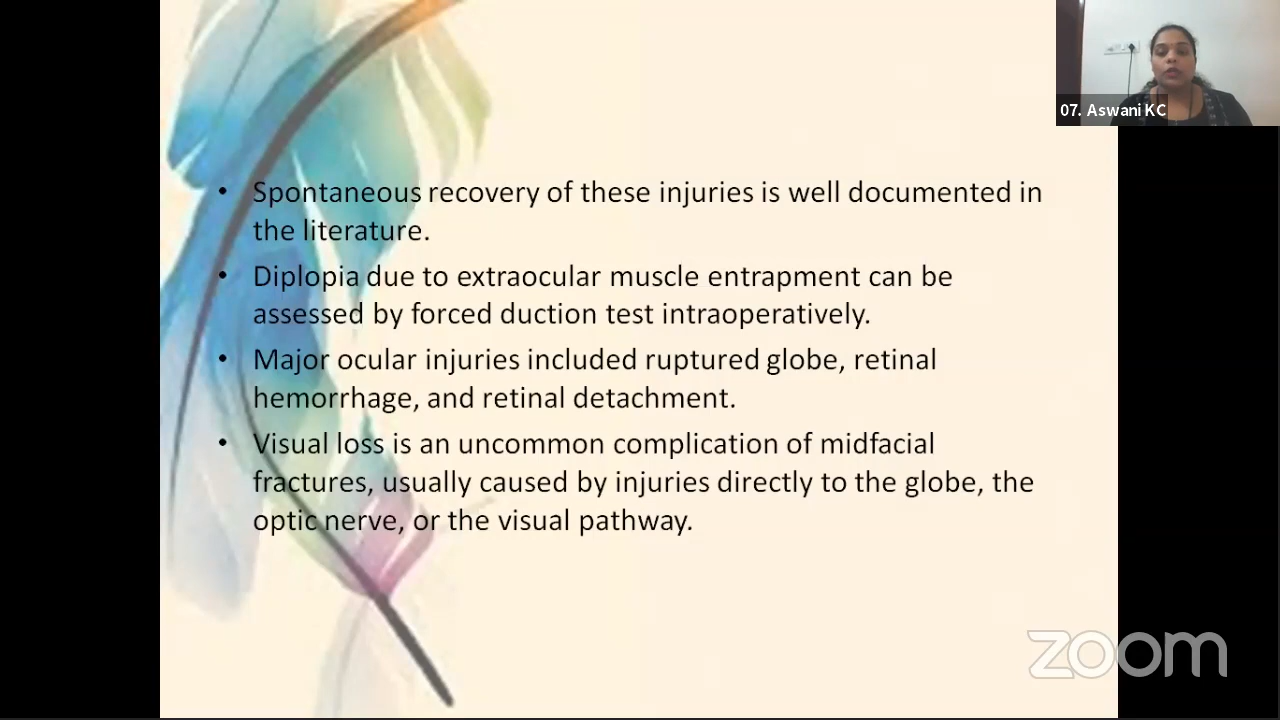 07. Aswani KC
• Spontaneous recovery of these injuries is well documented in
the literature.
• Diplopia due to extraocular muscle entrapment can be
assessed by forced duction test intraoperatively.
• Major ocular injuries included ruptured globe, retinal
hemorrhage, and retinal detachment.
• Visual loss is an uncommon complication of midfacial
fractures, usually caused by injuries directly to the globe, the
optic nerve, or the visual pathway.
zoom